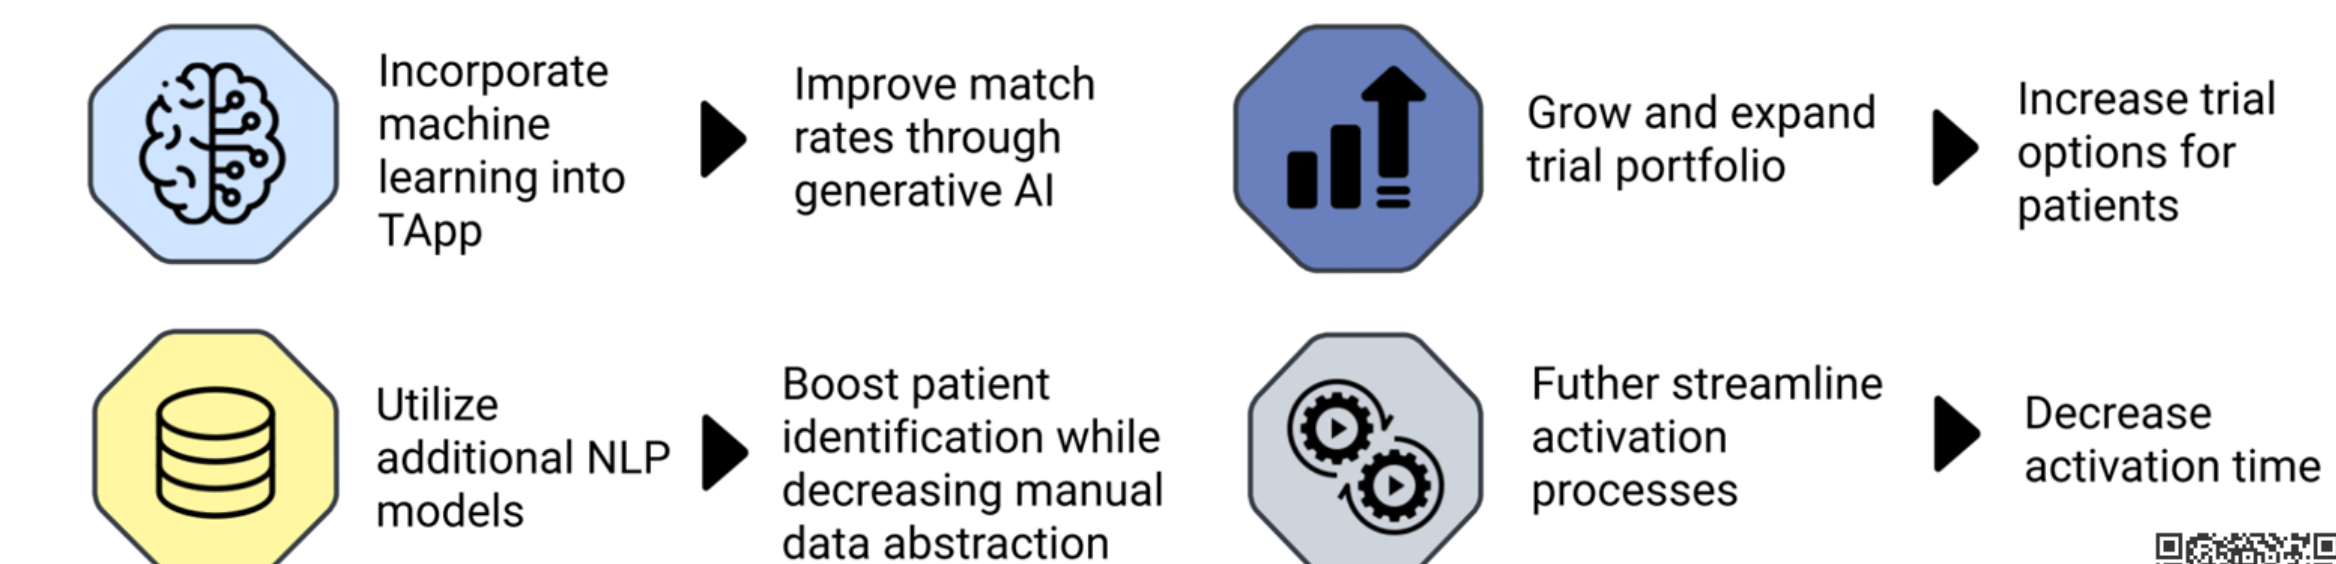 Incorporate
machine
learning into
TApp
Improve match
rates through
generative AI
Grow and expand
trial portfolio
Increase trial
options for
patients
Utilize
additional NLP
models
Boost patient
identification while
decreasing manual
data abstraction
Futher streamline
activation
processes
Decrease
activation time